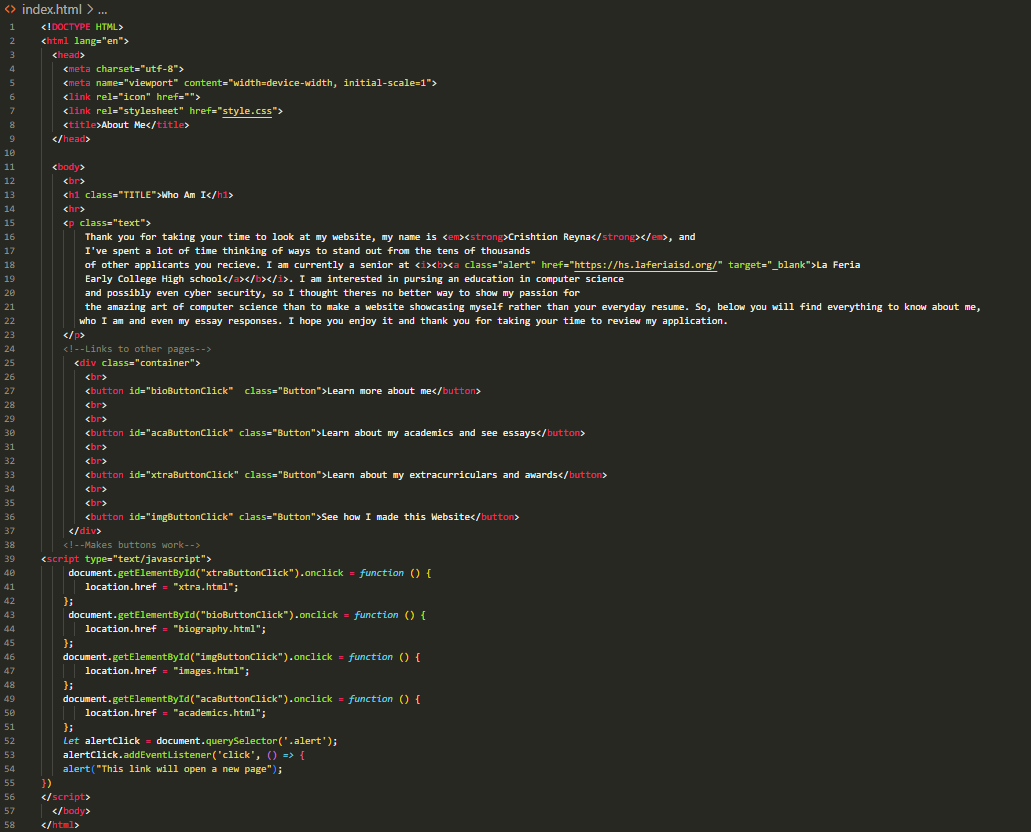 index.html > ...
1 <!DOCTYPE HTML>
2 <html lang="en">
3 <head>
4 <meta charset="utf-8">
5 <meta name="viewport" content="width=device-width, initial-scale=1">
6 <link rel="icon" href="">
7 <link rel="stylesheet" href="style.css">
8 <title>About Me</title>
9 </head>
10
11 <body>
12 <br>
13 <h1 class="TITLE">Who Am I</h1>
14 <hr>
15 <p class="text">
16 Thank you for taking your time to look at my website, my name is <em><strong>Crishtion Reyna</strong></em>, and
17 I've spent a lot of time thinking of ways to stand out from the tens of thousands
18 of other applicants you recieve. I am currently a senior at <i><b><a class="alert" href="https://hs.laferiaisd.org/" target="_blank">La Feria
19 Early College High school</a></b></i>. I am interested in pursing an education in computer science
20 and possibly even cyber security, so I thought theres no better way to show my passion for
21 the amazing art of computer science than to make a website showcasing myself rather than your everyday resume. So, below you will find everything to know about me,
22 who I am and even my essay responses. I hope you enjoy it and thank you for taking your time to review my application.
23 </p>
24 <!--Links to other pages-->
25 <div class="container">
26 <br>
27 <button id="bioButtonClick"  class="Button">Learn more about me</button>
28 <br>
29 <br>
30 <button id="acaButtonClick" class="Button">Learn about my academics and see essays</button>
31 <br>
32 <br>
33 <button id="xtraButtonClick" class="Button">Learn about my extracurriculars and awards</button>
34 <br>
35 <br>
36 <button id="imgButtonClick" class="Button">See how I made this Website</button>
37 </div>
38 <!--Makes buttons work-->
39 <script type="text/javascript">
40 document.getElementById("xtraButtonClick").onclick = function () {
41 location.href = "xtra.html";
42 };
43 document.getElementById("bioButtonClick").onclick = function () {
44 location.href = "biography.html";
45 };
46 document.getElementById("imgButtonClick").onclick = function () {
47 location.href = "images.html";
48 };
49 document.getElementById("acaButtonClick").onclick = function () {
50 location.href = "academics.html";
51 };
52 let alertClick = document.querySelector('.alert');
53 alertClick.addEventListener('click', () => {
54 alert("This link will open a new page");
55 })
56 </script>
57 </body>
58 </html>